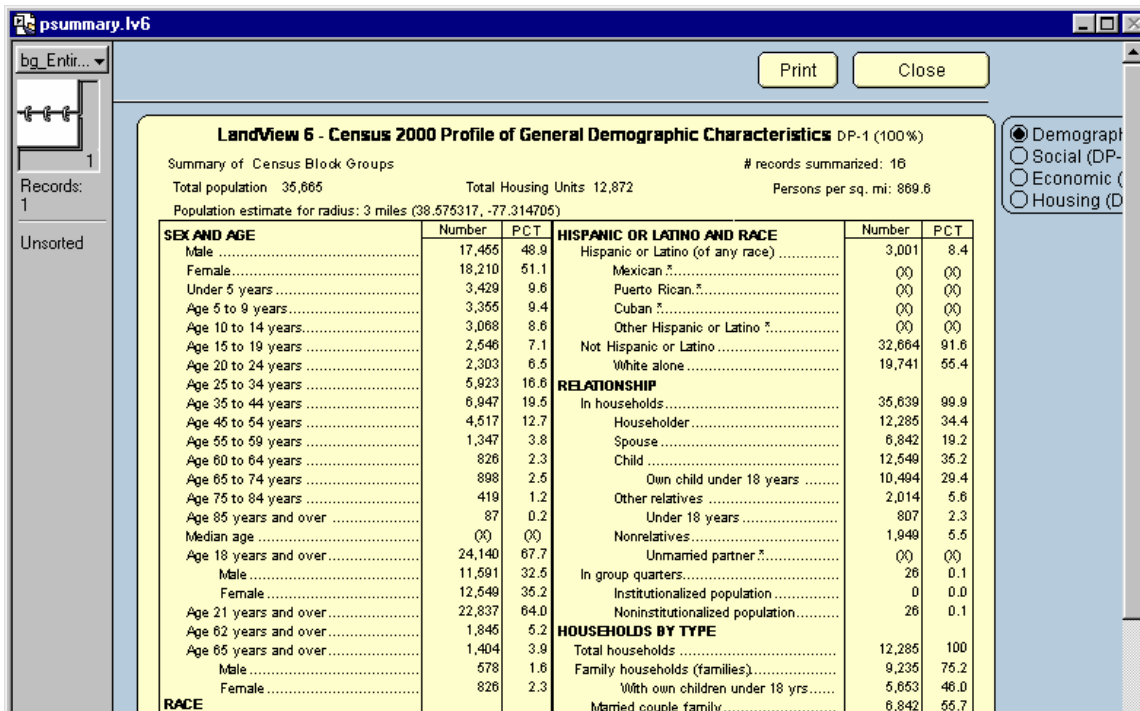 psummary.lv6
bg_Entir...
1
Records:
1
Unsorted
Print
Close
LandView 6 - Census 2000 Profile of General Demographic Characteristics DP-1 (100%)
Summary of Census Block Groups # records summarized: 16
Total population 35,665 Total Housing Units 12,872 Persons per sq. mi: 869.6
Population estimate for radius: 3 miles (38.575317, -77.314705)
SEX AND AGE Number PCT
Male 17,455 48.9
Female 18,210 51.1
Under 5 years 3,429 9.6
Age 5 to 9 years 3,355 9.4
Age 10 to 14 years 3,068 8.6
Age 15 to 19 years 2,546 7.1
Age 20 to 24 years 2,303 6.5
Age 25 to 34 years 5,923 16.6
Age 35 to 44 years 6,947 19.5
Age 45 to 54 years 4,517 12.7
Age 55 to 59 years 1,347 3.8
Age 60 to 64 years 826 2.3
Age 65 to 74 years 898 2.5
Age 75 to 84 years 419 1.2
Age 85 years and over 87 0.2
Median age (X) (X)
Age 18 years and over 24,140 67.7
Male 11,591 32.5
Female 12,549 35.2
Age 21 years and over 22,837 64.0
Age 62 years and over 1,845 5.2
Age 65 years and over 1,404 3.9
Male 578 1.6
Female 826 2.3
RACE
HISPANIC OR LATINO AND RACE Number PCT
Hispanic or Latino (of any race) 3,001 8.4
Mexican * (X) (X)
Puerto Rican * (X) (X)
Cuban * (X) (X)
Other Hispanic or Latino * (X) (X)
Not Hispanic or Latino 32,664 91.6
White alone 19,741 55.4
RELATIONSHIP
In households 35,639 99.9
Householder 12,285 34.4
Spouse 6,842 19.2
Child 12,549 35.2
Own child under 18 years 10,494 29.4
Other relatives 2,014 5.6
Under 18 years 807 2.3
Nonrelatives 1,949 5.5
Unmarried partner * (X) (X)
In group quarters 26 0.1
Institutionalized population 0 0.0
Noninstitutionalized population 26 0.1
HOUSEHOLDS BY TYPE
Total households 12,285 100
Family households (families) 9,235 75.2
With own children under 18 yrs 5,653 46.0
Married couple family 6,842 55.7
Demograph
Social (DP-
Economic (
Housing (D